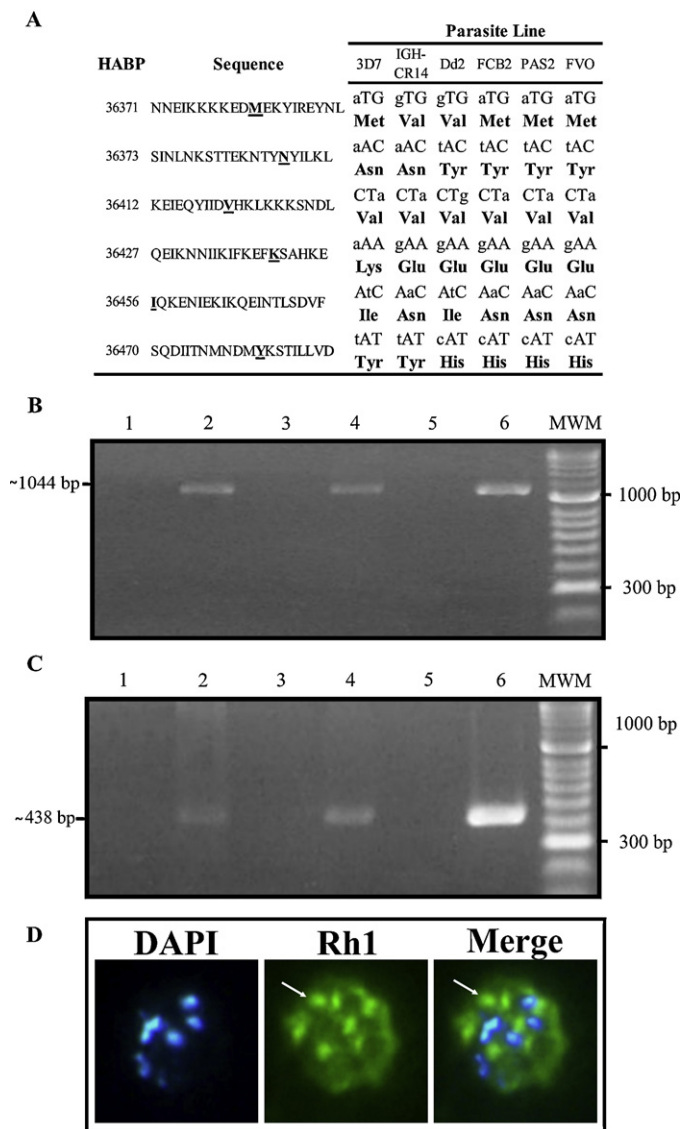 A
Parasite Line
HABP Sequence 3D7 IGH-CR14 Dd2 FCB2 PAS2 FVO
36371 NNEIKKKKEDMEKYIREYNL aTG gTG gTG aTG aTG aTG
Met Val Val Met Met Met
36373 SINLNKSTTEKNTYNYILKL aAC aAC tAC tAC tAC tAC
Asn Asn Tyr Tyr Tyr Tyr
36412 KEIEQYIIDVHKLKKKSNDL CTa CTa CTg CTa CTa CTa
Val Val Val Val Val Val
36427 QEIKNNIIKIFKEFKSAHKE aAA gAA gAA gAA gAA gAA
Lys Glu Glu Glu Glu Glu
36456 IQKENIEKIKQEINTLSDVF AtC AaC AtC AaC AaC AaC
Ile Asn Ile Asn Asn Asn
36470 SQDIITNMNDMYKSTILLVD tAT tAT cAT cAT cAT cAT
Tyr Tyr His His His His
B
1 2 3 4 5 6 MWM
~1044 bp
1000 bp
300 bp
C
1 2 3 4 5 6 MWM
1000 bp
~438 bp
300 bp
D
DAPI Rh1 Merge